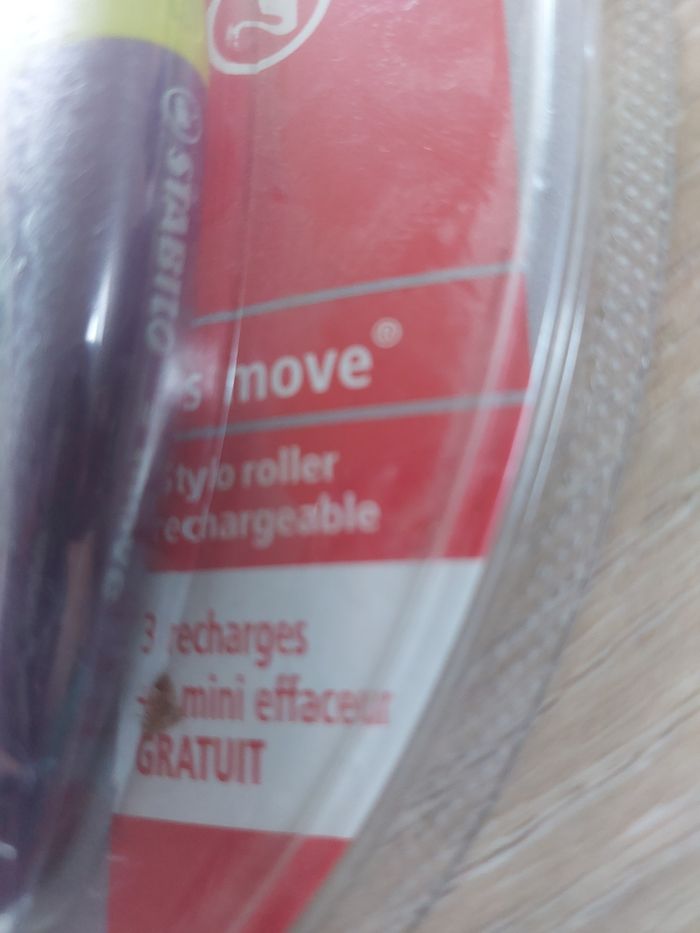 STABILO
's move®
Stylo roller
rechargeable
3 recharges
mini effaceur
GRATUIT